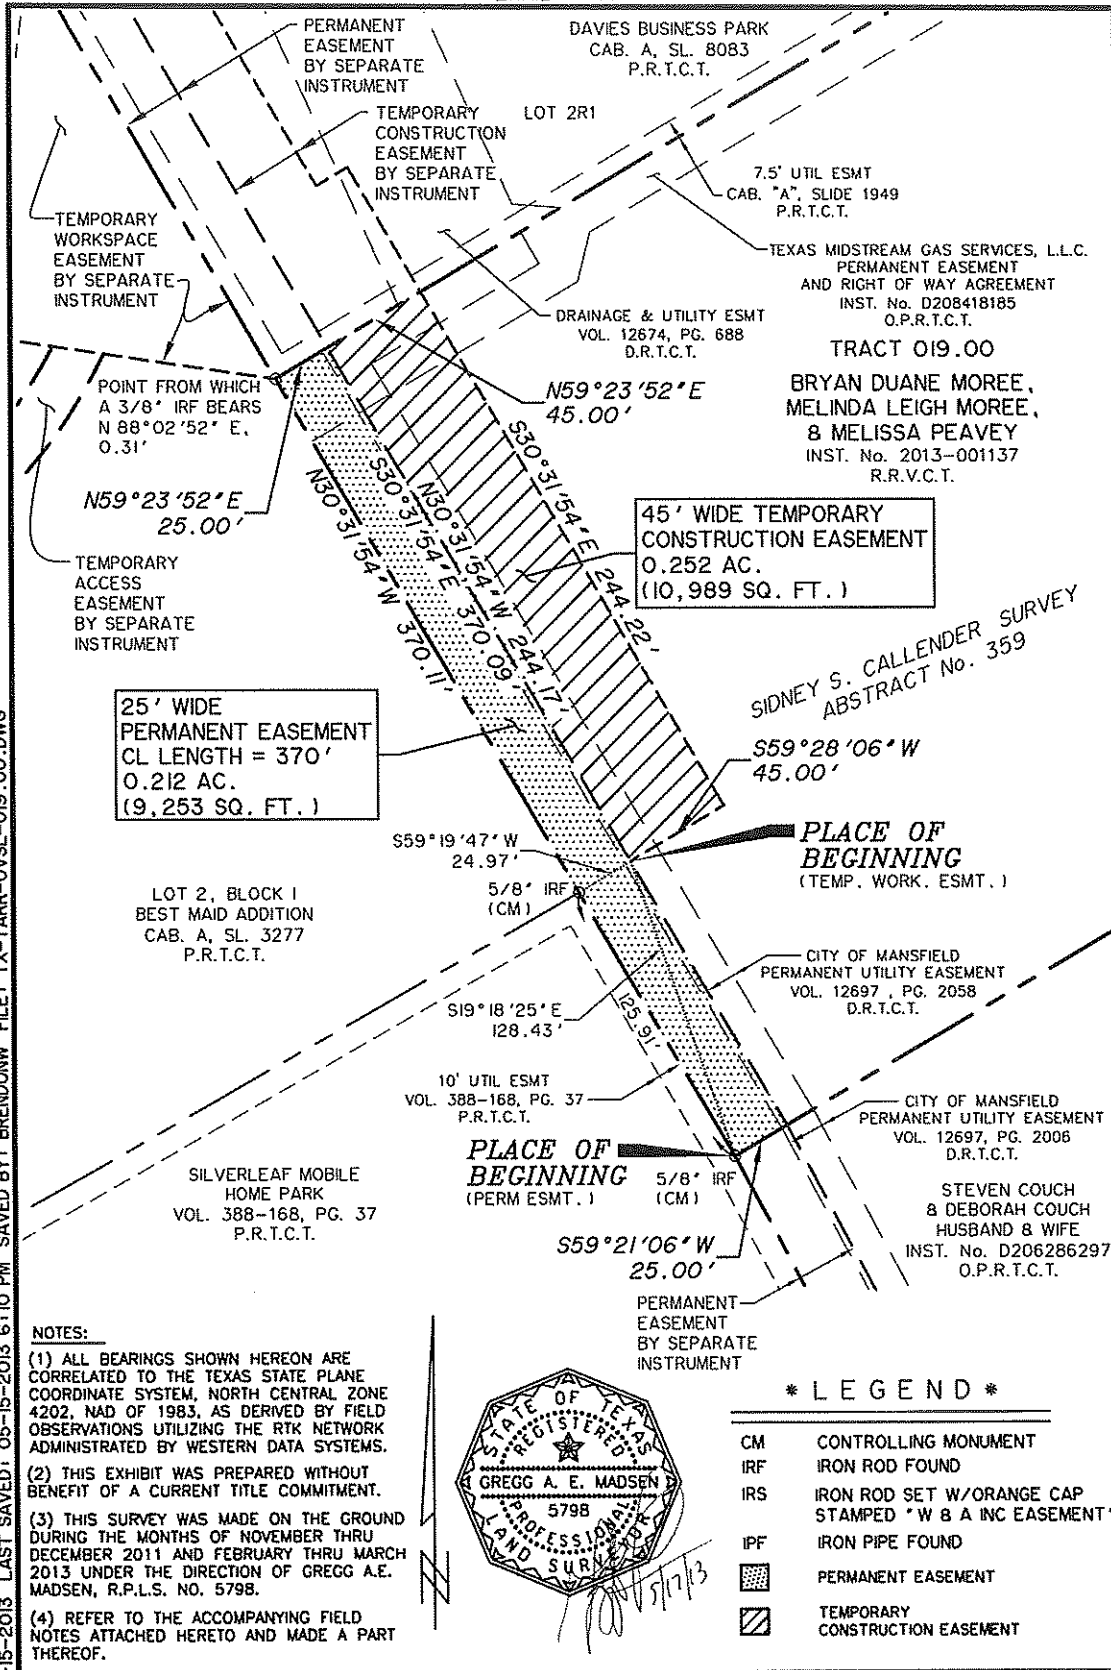 PERMANENT
EASEMENT
BY SEPARATE
INSTRUMENT
DAVIES BUSINESS PARK
CAB. A, SL. 8083
P.R.T.C.T.
TEMPORARY
CONSTRUCTION
EASEMENT
BY SEPARATE
INSTRUMENT
LOT 2R1
7.5' UTIL ESMT
CAB. "A", SLIDE 1949
P.R.T.C.T.
TEMPORARY
WORKSPACE
EASEMENT
BY SEPARATE
INSTRUMENT
TEXAS MIDSTREAM GAS SERVICES, L.L.C.
PERMANENT EASEMENT
AND RIGHT OF WAY AGREEMENT
INST. No. D208418185
O.P.R.T.C.T.
DRAINAGE & UTILITY ESMT
VOL. 12674, PG. 688
D.R.T.C.T.
TRACT 019.00
BRYAN DUANE MOREE,
MELINDA LEIGH MOREE,
& MELISSA PEAVEY
INST. No. 2013-001137
R.R.V.C.T.
POINT FROM WHICH
A 3/8" IRF BEARS
N 88°02'52" E,
0.31'
N59°23'52"E
45.00'
N59°23'52"E
25.00'
S30°31'54"E 244.22'
N30°31'54"W 244.17'
S30°31'54"E 370.09'
N30°31'54"W 370.11'
45' WIDE TEMPORARY
CONSTRUCTION EASEMENT
0.252 AC.
(10,989 SQ. FT.)
TEMPORARY
ACCESS
EASEMENT
BY SEPARATE
INSTRUMENT
SIDNEY S. CALLENDER SURVEY
ABSTRACT No. 359
25' WIDE
PERMANENT EASEMENT
CL LENGTH = 370'
0.212 AC.
(9,253 SQ. FT.)
S59°28'06"W
45.00'
S59°19'47"W
24.97'
PLACE OF
BEGINNING
(TEMP. WORK. ESMT.)
5/8" IRF
(CM)
LOT 2, BLOCK 1
BEST MAID ADDITION
CAB. A, SL. 3277
P.R.T.C.T.
CITY OF MANSFIELD
PERMANENT UTILITY EASEMENT
VOL. 12697 , PG. 2058
D.R.T.C.T.
S19°18'25"E
128.43'
125.91'
10' UTIL ESMT
VOL. 388-168, PG. 37
P.R.T.C.T.
CITY OF MANSFIELD
PERMANENT UTILITY EASEMENT
VOL. 12697, PG. 2006
D.R.T.C.T.
PLACE OF
BEGINNING
(PERM ESMT.)
5/8" IRF
(CM)
SILVERLEAF MOBILE
HOME PARK
VOL. 388-168, PG. 37
P.R.T.C.T.
STEVEN COUCH
& DEBORAH COUCH
HUSBAND & WIFE
INST. No. D206286297
O.P.R.T.C.T.
S59°21'06"W
25.00'
PERMANENT
EASEMENT
BY SEPARATE
INSTRUMENT
NOTES:
(1) ALL BEARINGS SHOWN HEREON ARE
CORRELATED TO THE TEXAS STATE PLANE
COORDINATE SYSTEM, NORTH CENTRAL ZONE
4202, NAD OF 1983, AS DERIVED BY FIELD
OBSERVATIONS UTILIZING THE RTK NETWORK
ADMINISTRATED BY WESTERN DATA SYSTEMS.
(2) THIS EXHIBIT WAS PREPARED WITHOUT
BENEFIT OF A CURRENT TITLE COMMITMENT.
(3) THIS SURVEY WAS MADE ON THE GROUND
DURING THE MONTHS OF NOVEMBER THRU
DECEMBER 2011 AND FEBRUARY THRU MARCH
2013 UNDER THE DIRECTION OF GREGG A.E.
MADSEN, R.P.L.S. NO. 5798.
(4) REFER TO THE ACCOMPANYING FIELD
NOTES ATTACHED HERETO AND MADE A PART
THEREOF.
N
STATE OF TEXAS
REGISTERED
GREGG A. E. MADSEN
5798
PROFESSIONAL
LAND SURVEYOR
5/17/13
* LEGEND *
CM CONTROLLING MONUMENT
IRF IRON ROD FOUND
IRS IRON ROD SET W/ORANGE CAP
STAMPED "W & A INC EASEMENT"
IPF IRON PIPE FOUND
PERMANENT EASEMENT
TEMPORARY
CONSTRUCTION EASEMENT
15-2013 LAST SAVED: 05-15-2013 6:10 PM SAVED BY: BRENDONW FILE: